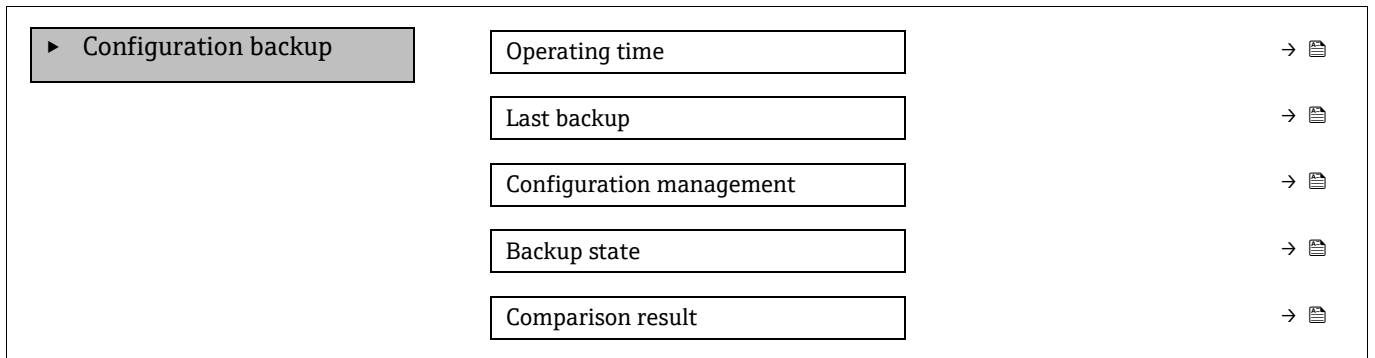 ▶ Configuration backup
Operating time →
Last backup →
Configuration management →
Backup state →
Comparison result →